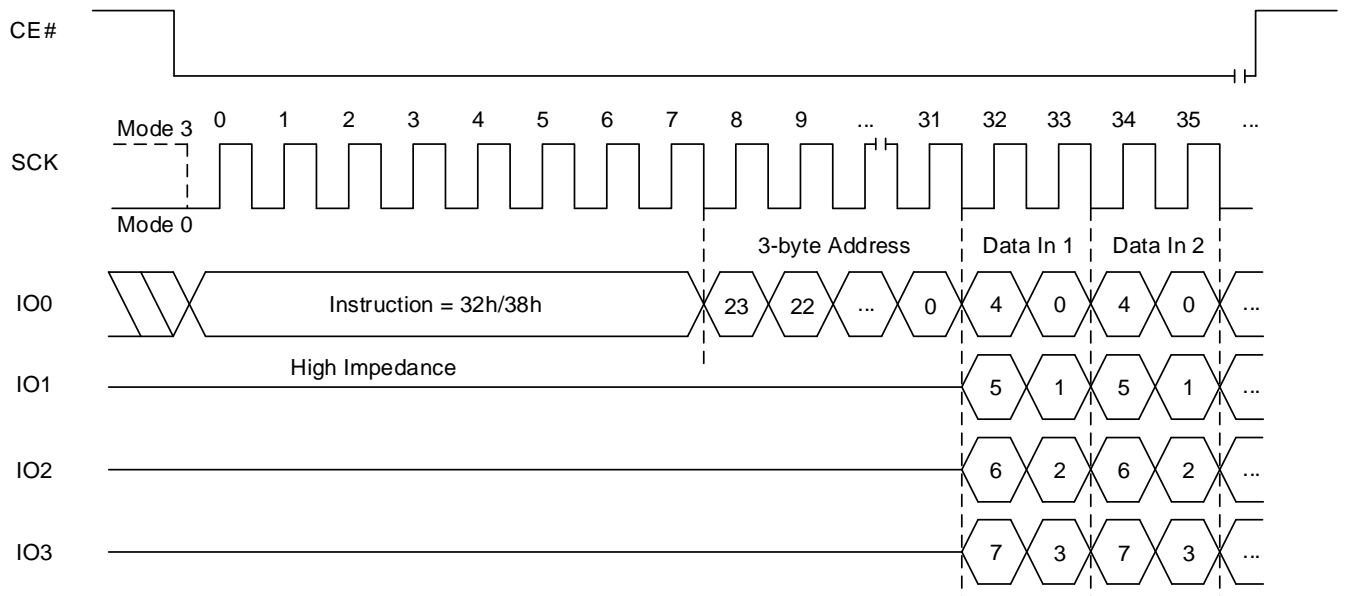 CE#
Mode 3 0 1 2 3 4 5 6 7 8 9 ... 31 32 33 34 35 ...
SCK
Mode 0
3-byte Address Data In 1 Data In 2
IO0 Instruction = 32h/38h 23 22 ... 0 4 0 4 0 ...
High Impedance
IO1 5 1 5 1 ...
IO2 6 2 6 2 ...
IO3 7 3 7 3 ...